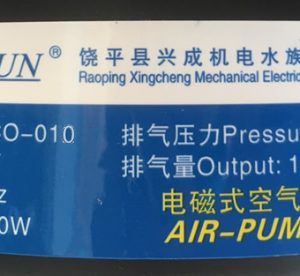 UN®
饶平县兴成机电水族
Raoping Xingcheng Mechanical Electric
CO-010
排气压力Pressu
排气量Output: 1
z
0W
电磁式空气
AIR-PUM